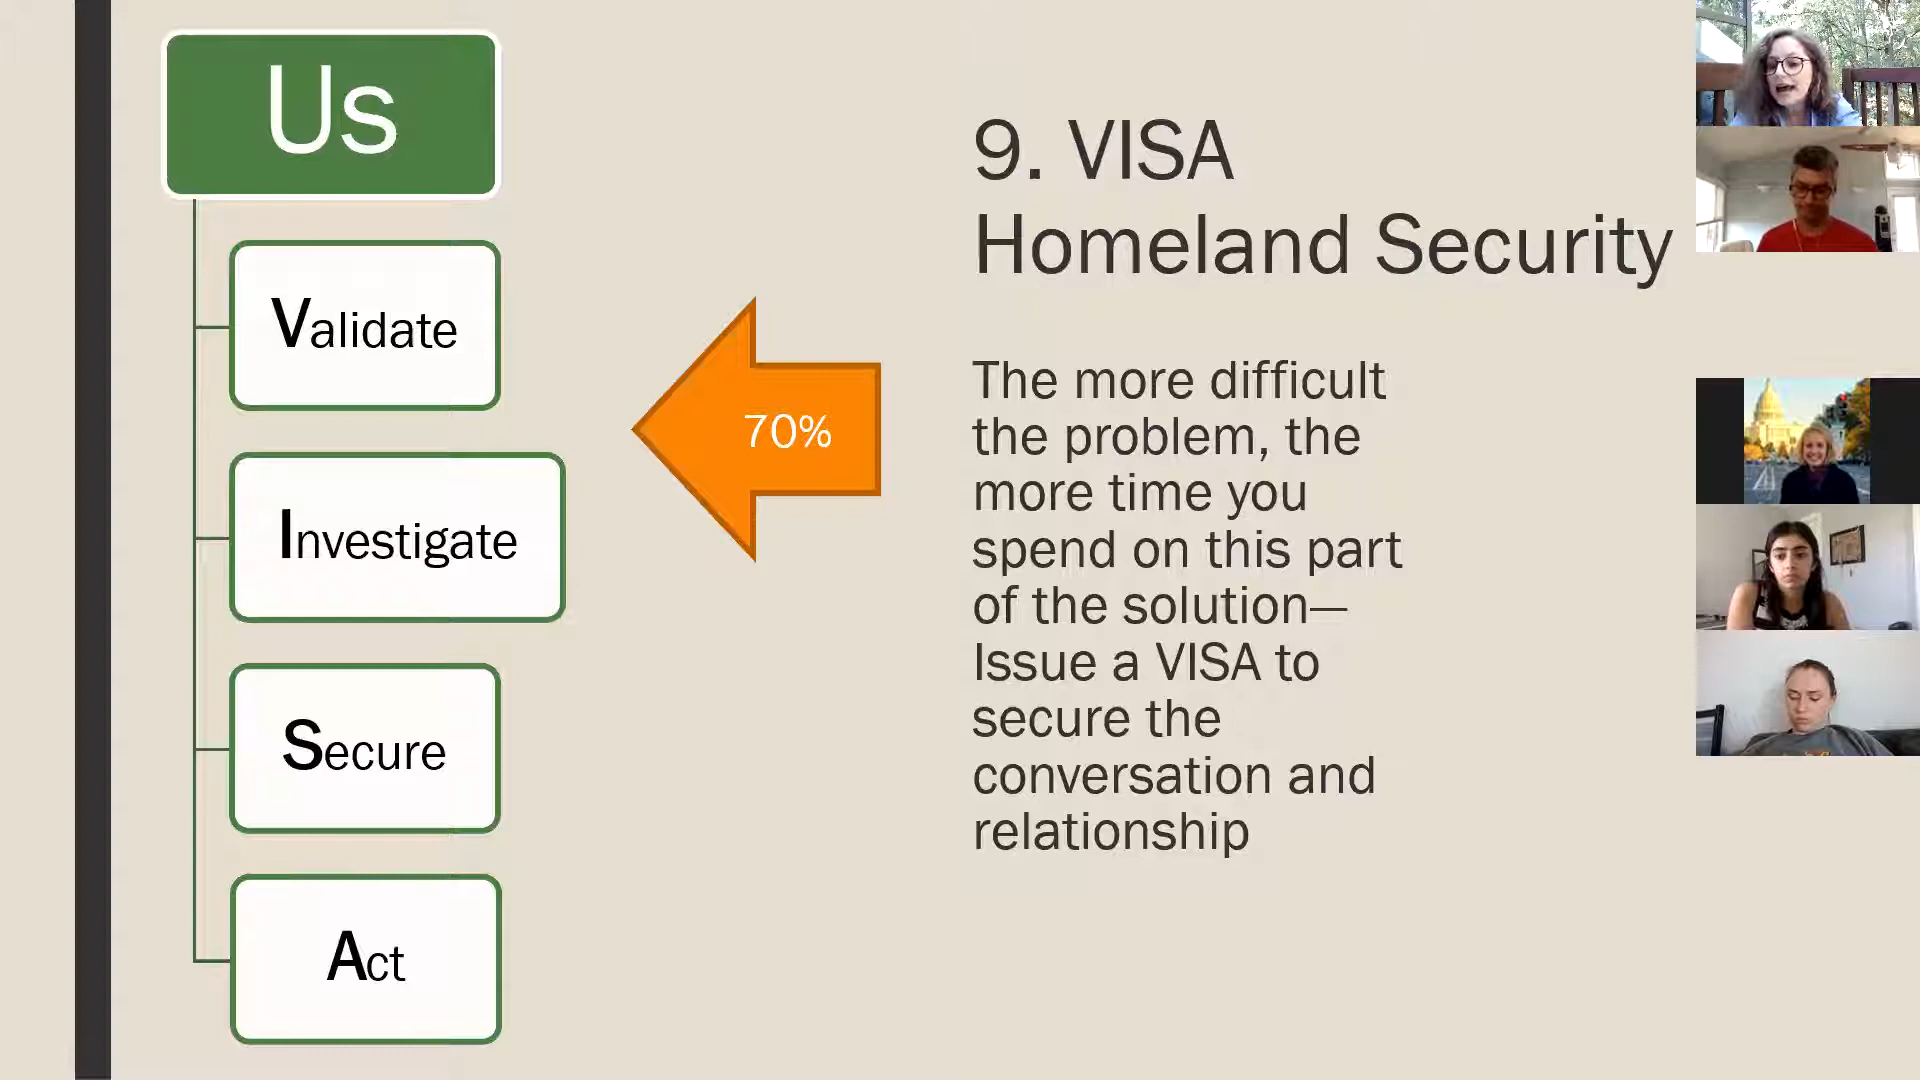 Us
Validate
Investigate
Secure
Act
70%
9. VISA
Homeland Security
The more difficult
the problem, the
more time you
spend on this part
of the solution—
Issue a VISA to
secure the
conversation and
relationship